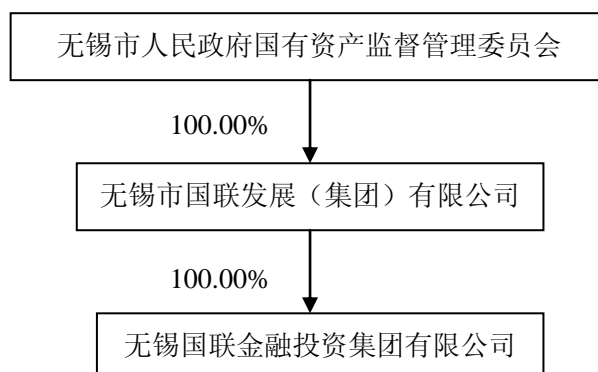 无锡市人民政府国有资产监督管理委员会
100.00%
无锡市国联发展（集团）有限公司
100.00%
无锡国联金融投资集团有限公司